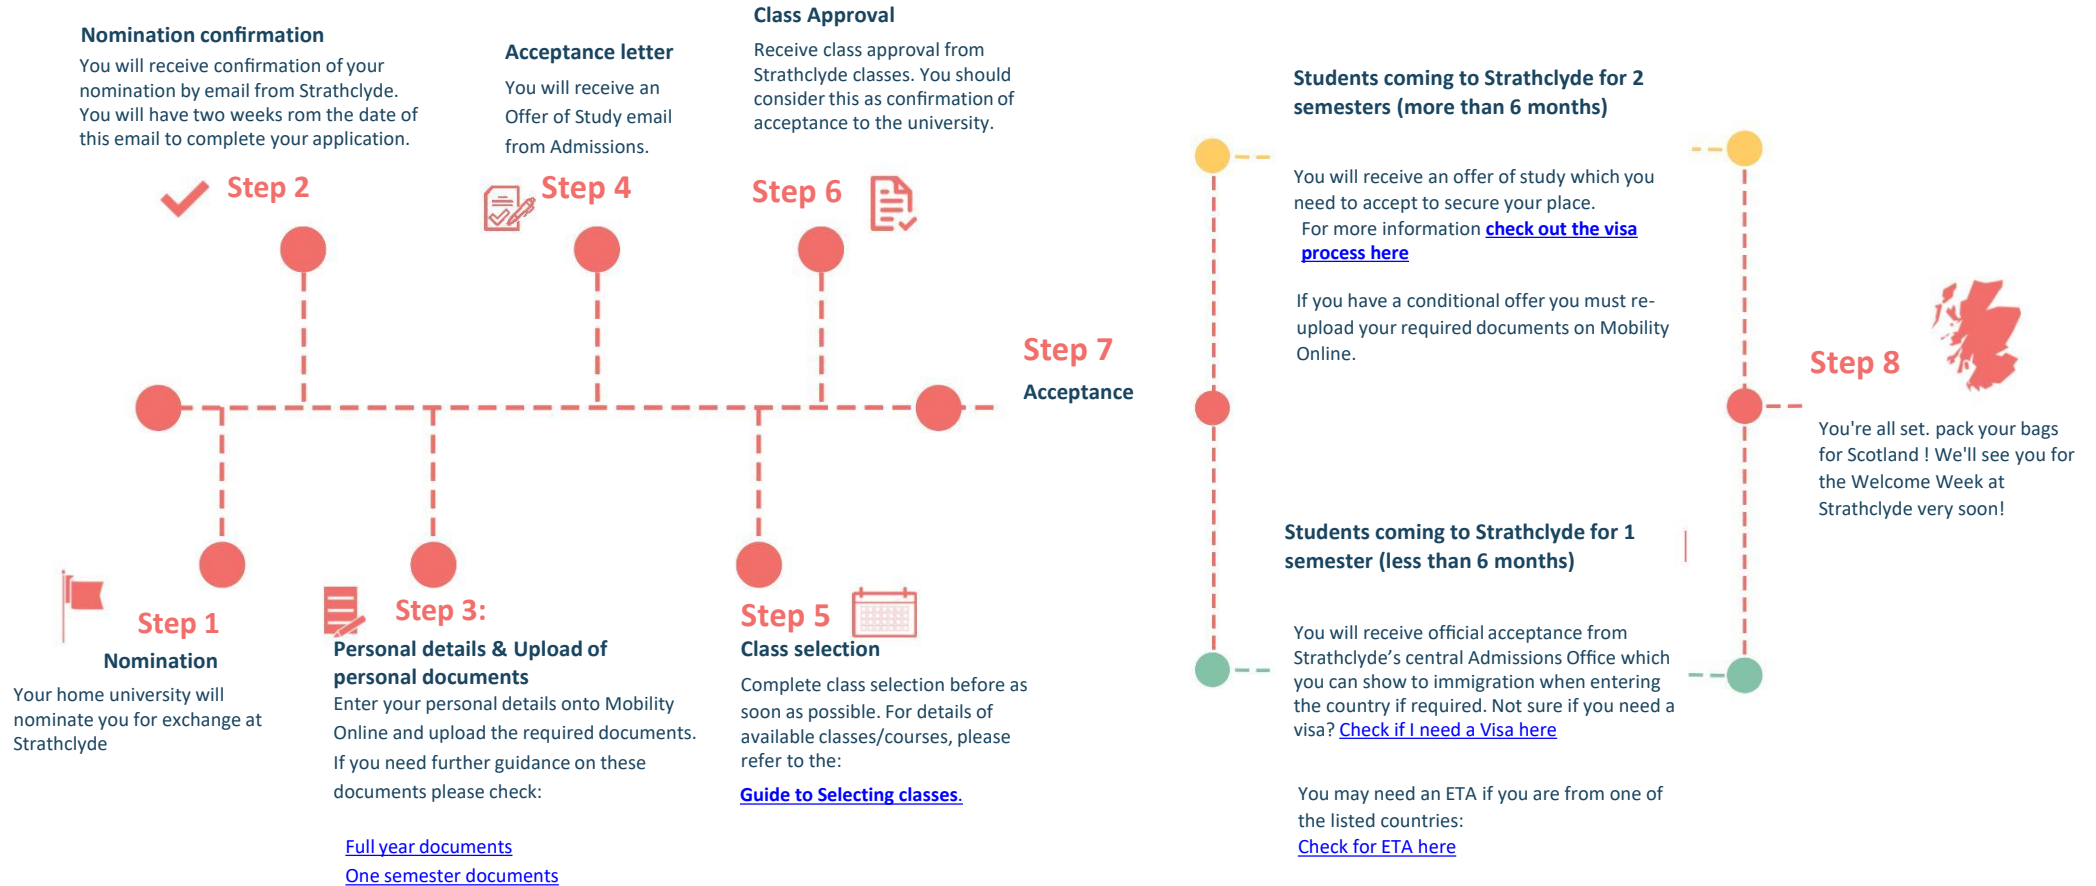 Nomination confirmation
You will receive confirmation of your
nomination by email from Strathclyde.
You will have two weeks rom the date of
this email to complete your application.
Step 2
Acceptance letter
You will receive an
Offer of Study email
from Admissions.
Step 4
Class Approval
Receive class approval from
Strathclyde classes. You should
consider this as confirmation of
acceptance to the university.
Step 6
Step 1
Nomination
Your home university will
nominate you for exchange at
Strathclyde
Step 3:
Personal details & Upload of
personal documents
Enter your personal details onto Mobility
Online and upload the required documents.
If you need further guidance on these
documents please check:
Full year documents
One semester documents
Step 5
Class selection
Complete class selection before as
soon as possible. For details of
available classes/courses, please
refer to the:
Guide to Selecting classes.
Step 7
Acceptance
Students coming to Strathclyde for 2
semesters (more than 6 months)
You will receive an offer of study which you
need to accept to secure your place.
For more information check out the visa
process here
If you have a conditional offer you must re-
upload your required documents on Mobility
Online.
Students coming to Strathclyde for 1
semester (less than 6 months)
You will receive official acceptance from
Strathclyde’s central Admissions Office which
you can show to immigration when entering
the country if required. Not sure if you need a
visa? Check if I need a Visa here
You may need an ETA if you are from one of
the listed countries:
Check for ETA here
Step 8
You're all set. pack your bags
for Scotland ! We'll see you for
the Welcome Week at
Strathclyde very soon!